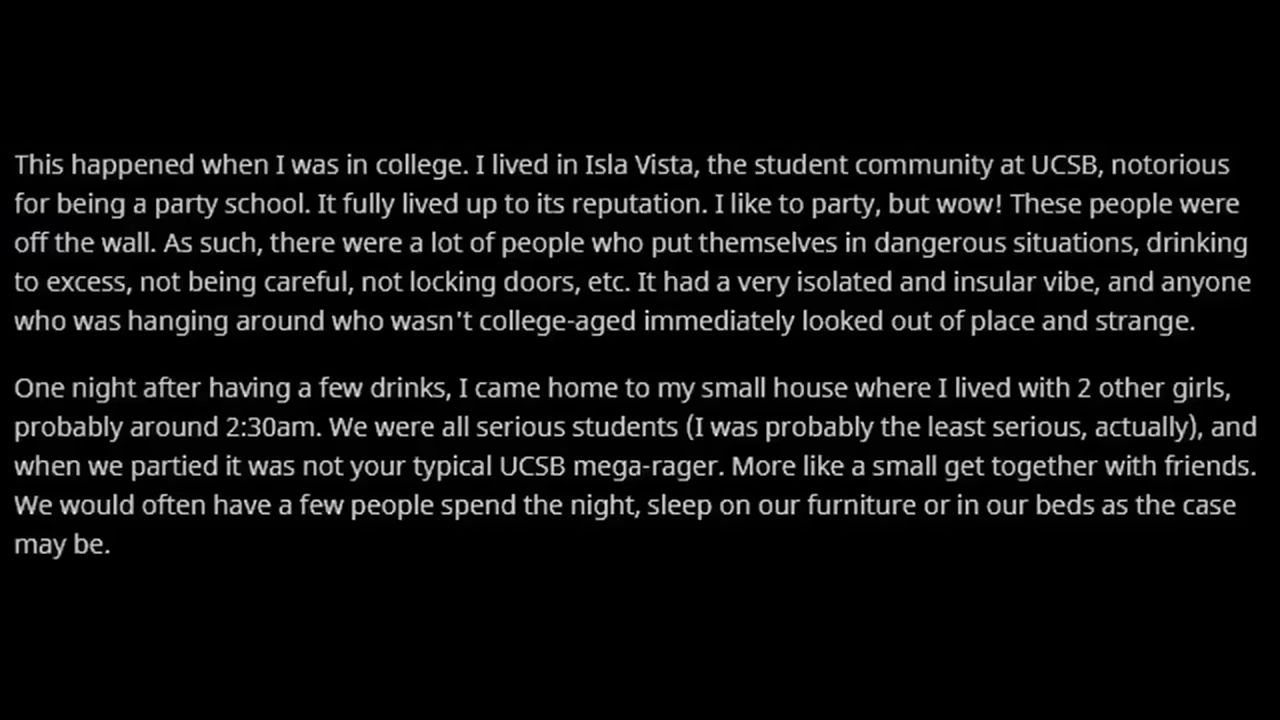 This happened when I was in college. I lived in Isla Vista, the student community at UCSB, notorious
for being a party school. It fully lived up to its reputation. I like to party, but wow! These people were
off the wall. As such, there were a lot of people who put themselves in dangerous situations, drinking
to excess, not being careful, not locking doors, etc. It had a very isolated and insular vibe, and anyone
who was hanging around who wasn't college-aged immediately looked out of place and strange.
One night after having a few drinks, I came home to my small house where I lived with 2 other girls,
probably around 2:30am. We were all serious students (I was probably the least serious, actually), and
when we partied it was not your typical UCSB mega-rager. More like a small get together with friends.
We would often have a few people spend the night, sleep on our furniture or in our beds as the case
may be.